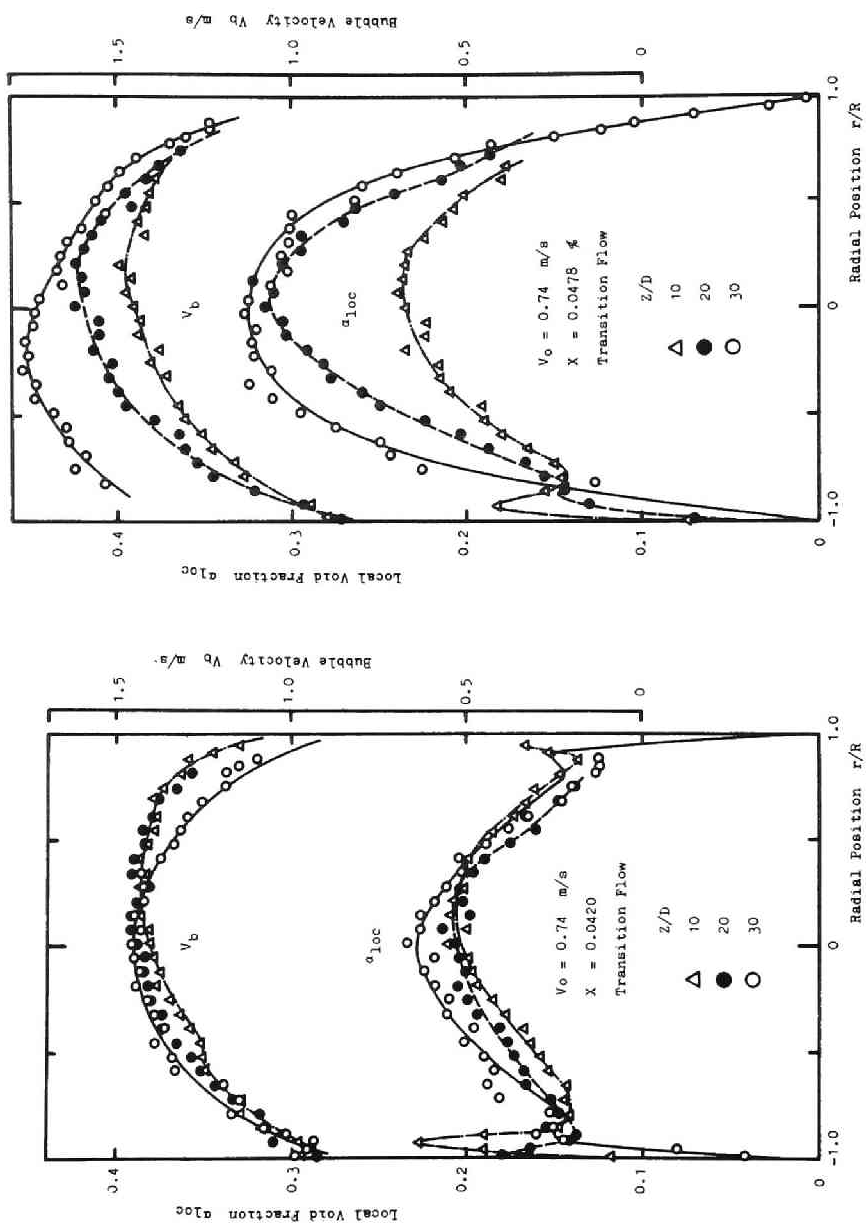 Bubble Velocity Vb m/s
0
0.5
1.0
1.5
Local Void Fraction αloc
0
0.1
0.2
0.3
0.4
-1.0
0
1.0
Radial Position r/R
Vb
αloc
Vo = 0.74 m/s
X = 0.0420
Transition Flow
Z/D
△ 10
● 20
○ 30
Bubble Velocity Vb m/s
0
0.5
1.0
1.5
Local Void Fraction αloc
0
0.1
0.2
0.3
0.4
-1.0
0
1.0
Radial Position r/R
Vb
αloc
Vo = 0.74 m/s
X = 0.0478 %
Transition Flow
Z/D
△ 10
● 20
○ 30